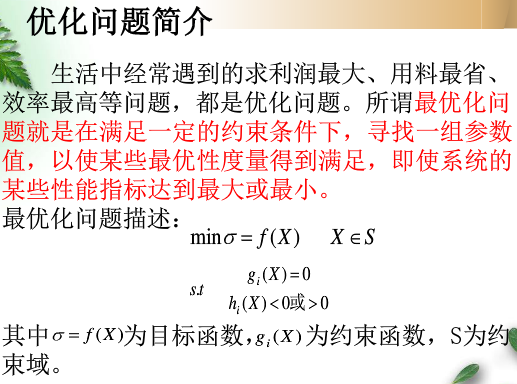 优化问题简介
生活中经常遇到的求利润最大、用料最省、
效率最高等问题，都是优化问题。所谓最优化问
题就是在满足一定的约束条件下，寻找一组参数
值，以使某些最优性度量得到满足，即使系统的
某些性能指标达到最大或最小。
最优化问题描述：
min σ = f (X)   X ∈ S
g_i (X) = 0
s.t
h_i (X) < 0或 > 0
其中 σ = f (X) 为目标函数，g_i (X) 为约束函数，S为约
束域。